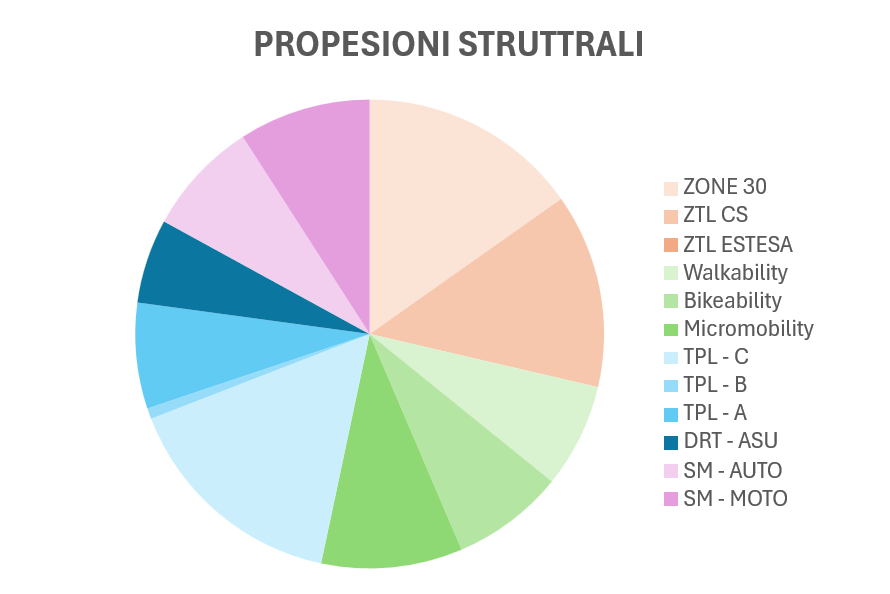 PROPESIONI STRUTTRALI
ZONE 30
ZTL CS
ZTL ESTESA
Walkability
Bikeability
Micromobility
TPL - C
TPL - B
TPL - A
DRT - ASU
SM - AUTO
SM - MOTO